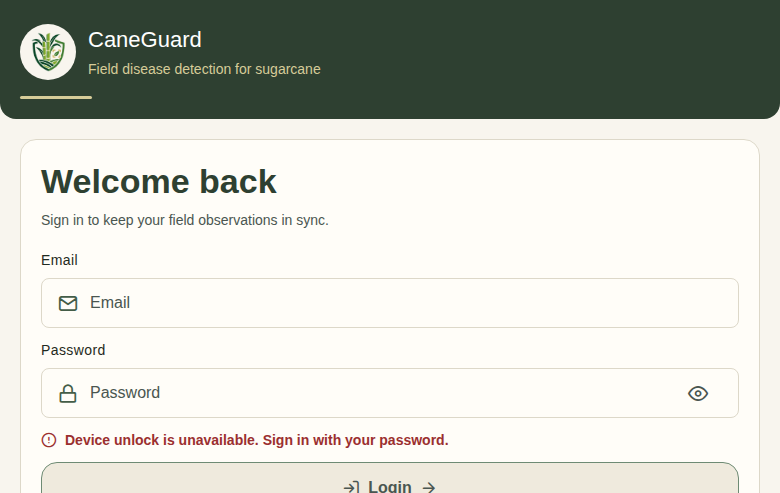 CaneGuard
Field disease detection for sugarcane
Welcome back
Sign in to keep your field observations in sync.
Email
Email
Password
Password
Device unlock is unavailable. Sign in with your password.
Login